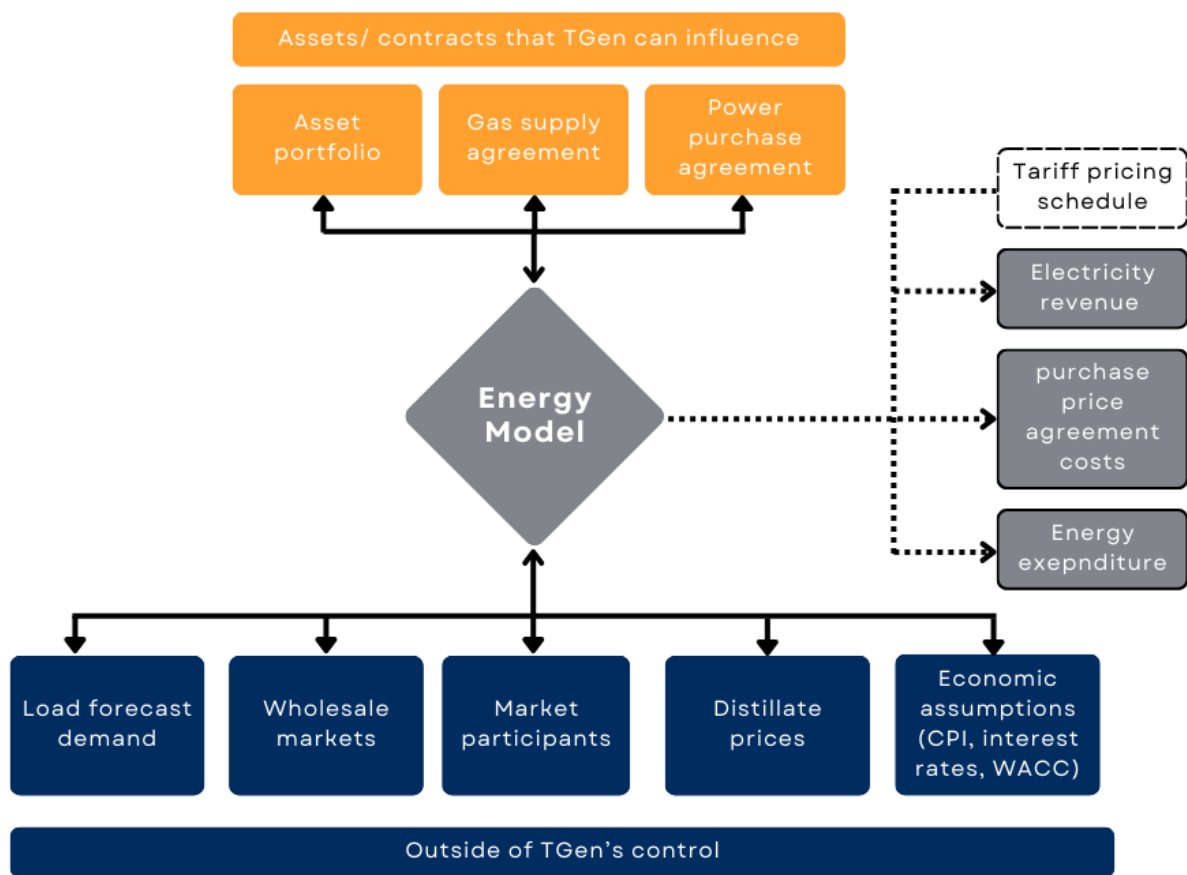 Assets/ contracts that TGen can influence
Asset
portfolio
Gas supply
agreement
Power
purchase
agreement
Tariff pricing
schedule
Electricity
revenue
purchase
price
agreement
costs
Energy
exepnditure
Energy
Model
Load forecast
demand
Wholesale
markets
Market
participants
Distillate
prices
Economic
assumptions
(CPI, interest
rates, WACC)
Outside of TGen’s control